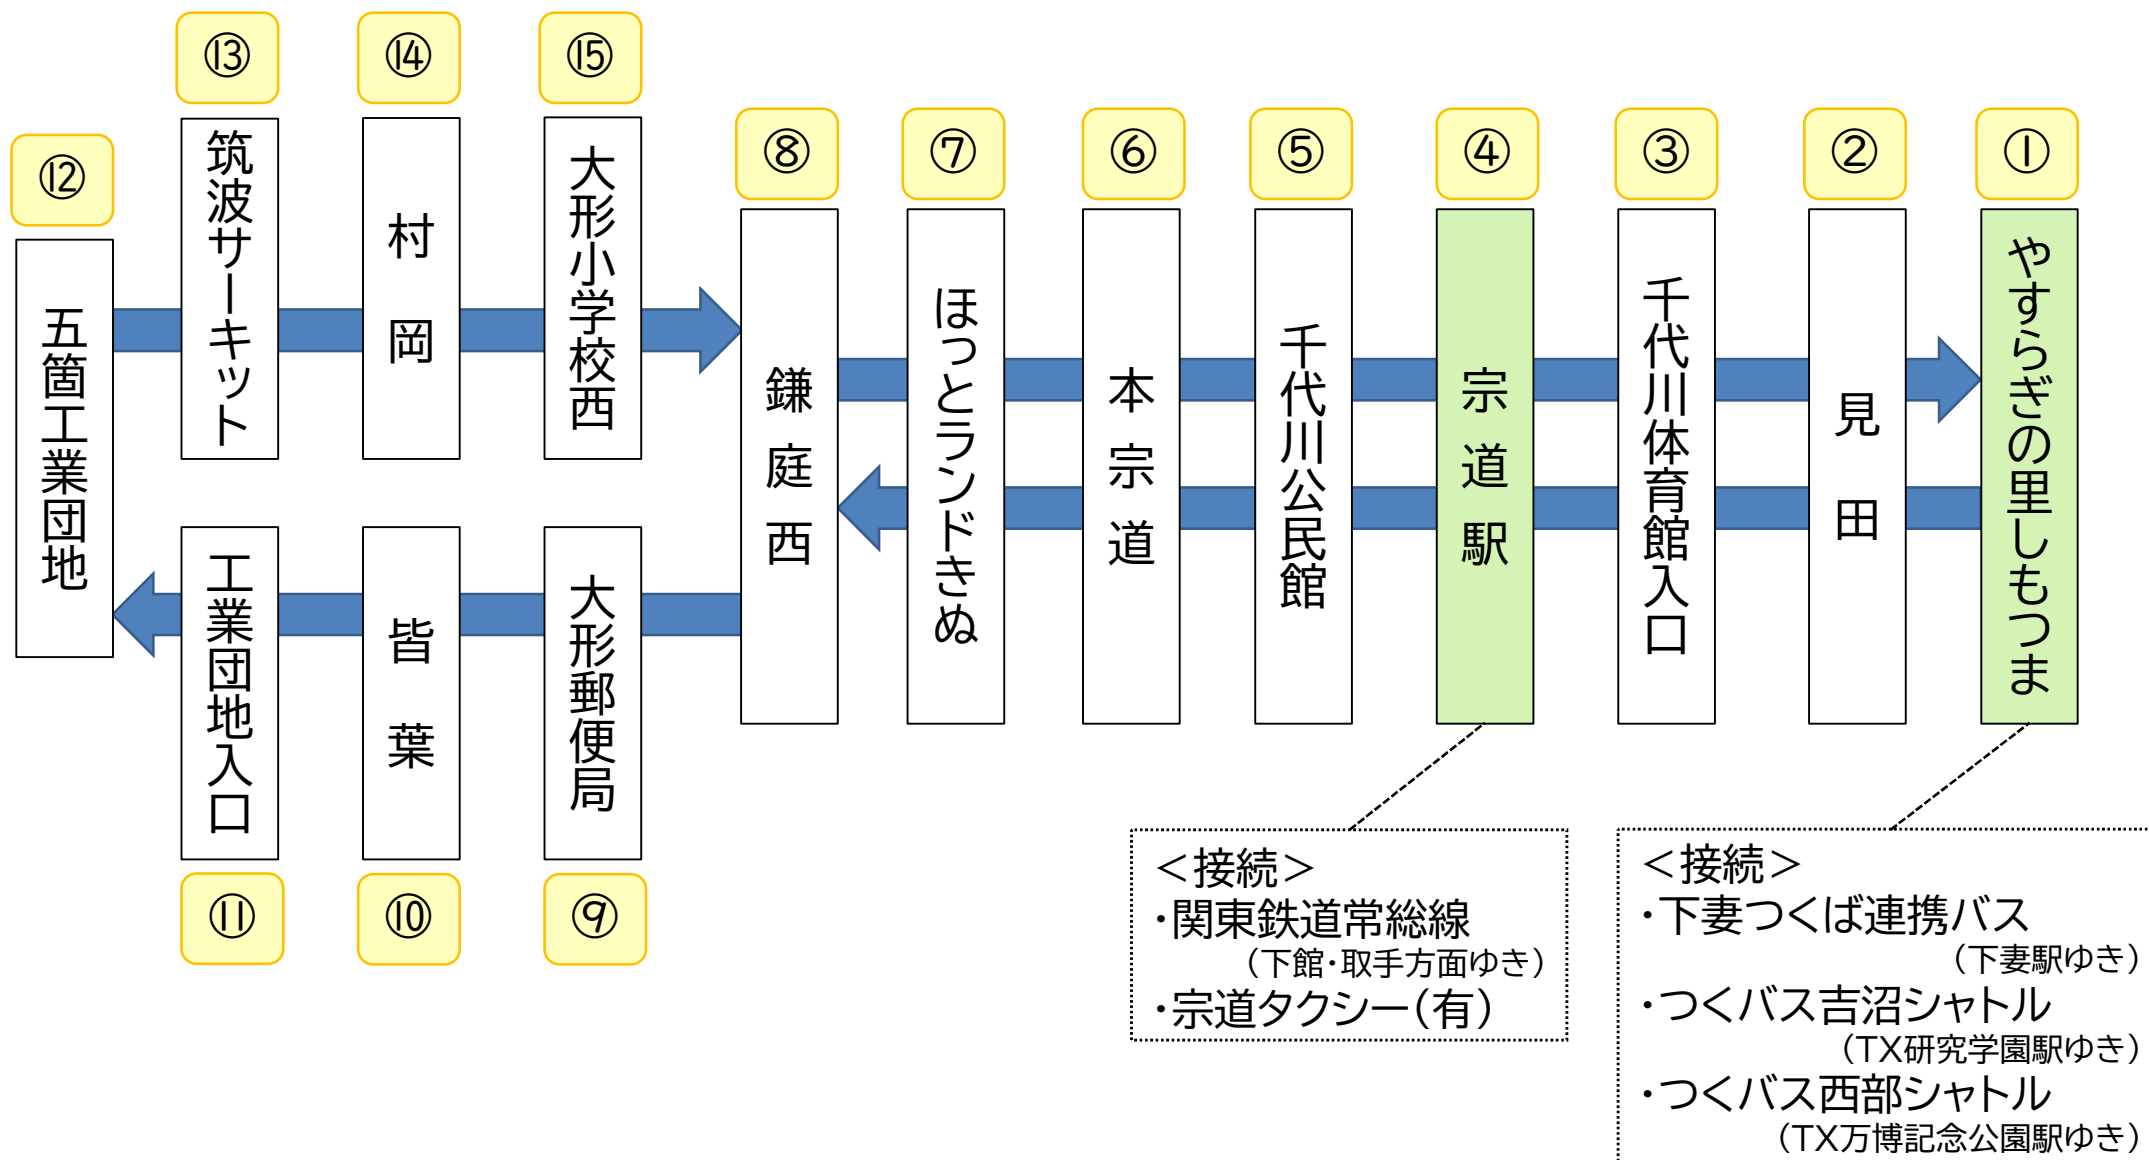 ⑬
⑭
⑮
⑫
⑧
⑦
⑥
⑤
④
③
②
①
筑波サーキット
村岡
大形小学校西
五箇工業団地
鎌庭西
ほっとランドきぬ
本宗道
千代川公民館
宗道駅
千代川体育館入口
見田
やすらぎの里しもつま
工業団地入口
皆葉
大形郵便局
⑪
⑩
⑨
＜接続＞
・関東鉄道常総線
（下館・取手方面ゆき）
・宗道タクシー（有）
＜接続＞
・下妻つくば連携バス
（下妻駅ゆき）
・つくバス吉沼シャトル
（TX研究学園駅ゆき）
・つくバス西部シャトル
（TX万博記念公園駅ゆき）